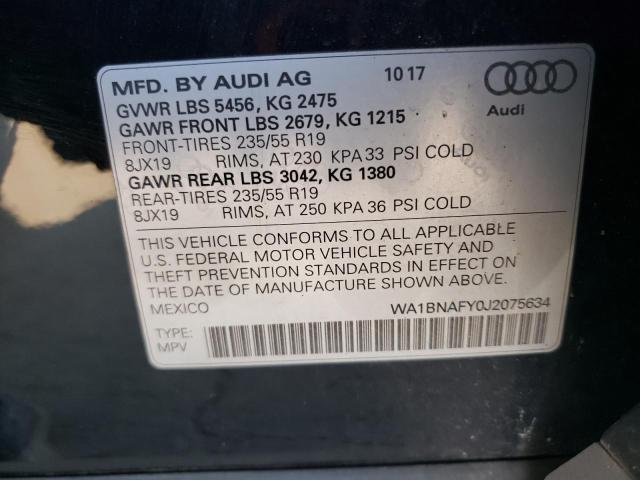 MFD. BY AUDI AG 10 17
GVWR LBS 5456, KG 2475
GAWR FRONT LBS 2679, KG 1215
Audi
FRONT-TIRES 235/55 R19
8JX19 RIMS, AT 230 KPA 33 PSI COLD
GAWR REAR LBS 3042, KG 1380
REAR-TIRES 235/55 R19
8JX19 RIMS, AT 250 KPA 36 PSI COLD
THIS VEHICLE CONFORMS TO ALL APPLICABLE
U.S. FEDERAL MOTOR VEHICLE SAFETY AND
THEFT PREVENTION STANDARDS IN EFFECT ON
THE DATE OF MANUFACTURE SHOWN ABOVE.
MEXICO WA1BNAFY0J2075634
TYPE:
MPV